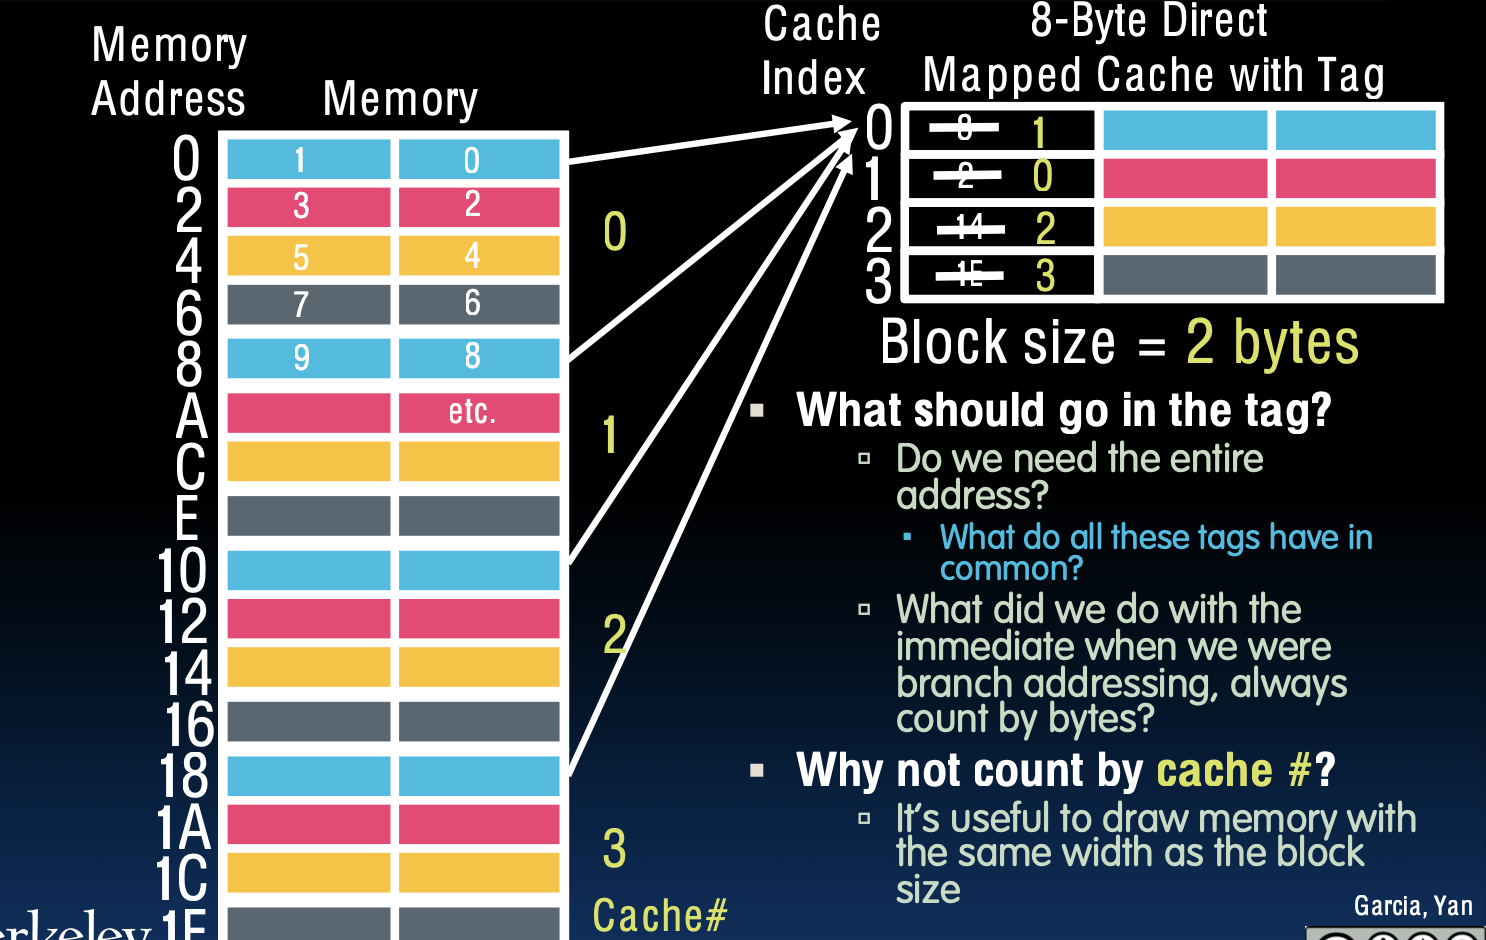 Memory
Address
Memory
0
1 0
2
3 2
4
5 4
6
7 6
8
9 8
A
etc.
C
E
10
12
14
16
18
1A
1C
1E
0
1
2
3
Cache#
Cache
Index
8-Byte Direct
Mapped Cache with Tag
0 8 1
1 2 0
2 14 2
3 1E 3
Block size = 2 bytes
What should go in the tag?
Do we need the entire
address?
What do all these tags have in
common?
What did we do with the
immediate when we were
branch addressing, always
count by bytes?
Why not count by cache #?
It's useful to draw memory with
the same width as the block
size
Garcia, Yan
erkeley